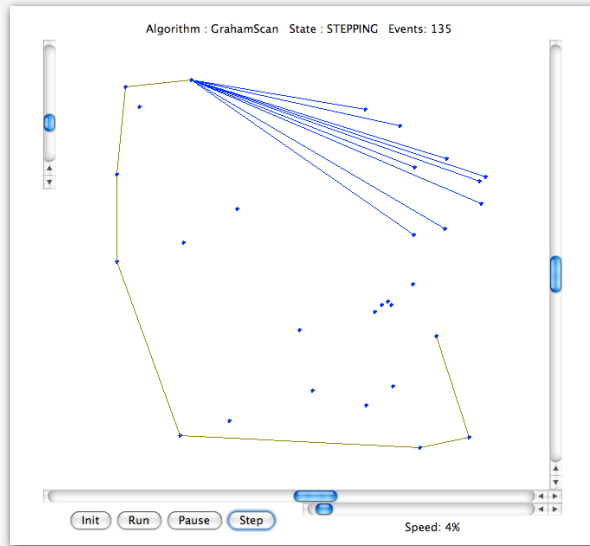 Algorithm : GrahamScan State : STEPPING Events: 135
Init Run Pause Step
Speed: 4%